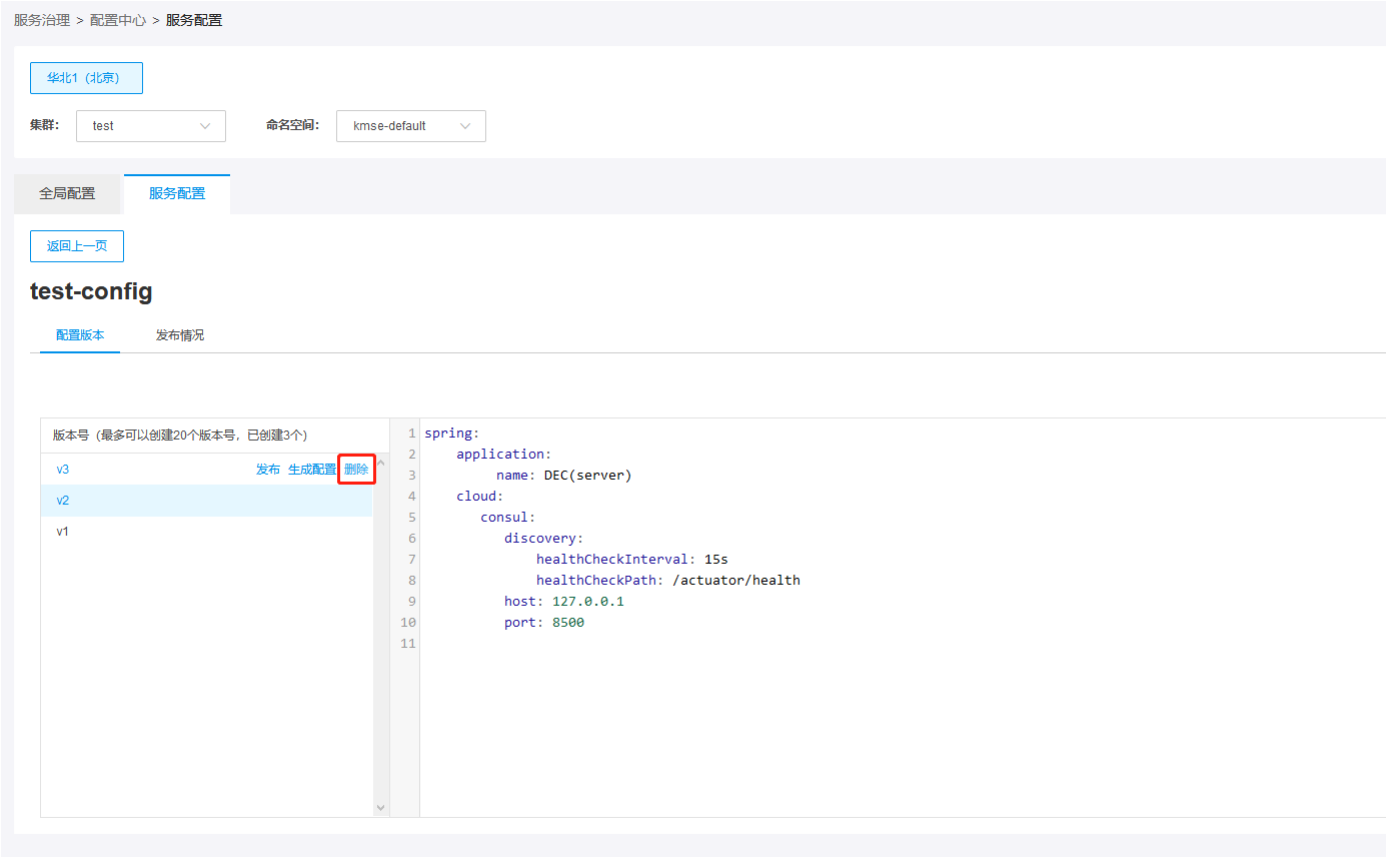 服务治理 > 配置中心 > 服务配置
华北1（北京）
集群： test 命名空间： kmse-default
全局配置 服务配置
返回上一页
test-config
配置版本 发布情况
版本号（最多可以创建20个版本号，已创建3个）
v3 发布 生成配置 删除
v2
v1
1 spring:
2 application:
3 name: DEC(server)
4 cloud:
5 consul:
6 discovery:
7 healthCheckInterval: 15s
8 healthCheckPath: /actuator/health
9 host: 127.0.0.1
10 port: 8500
11